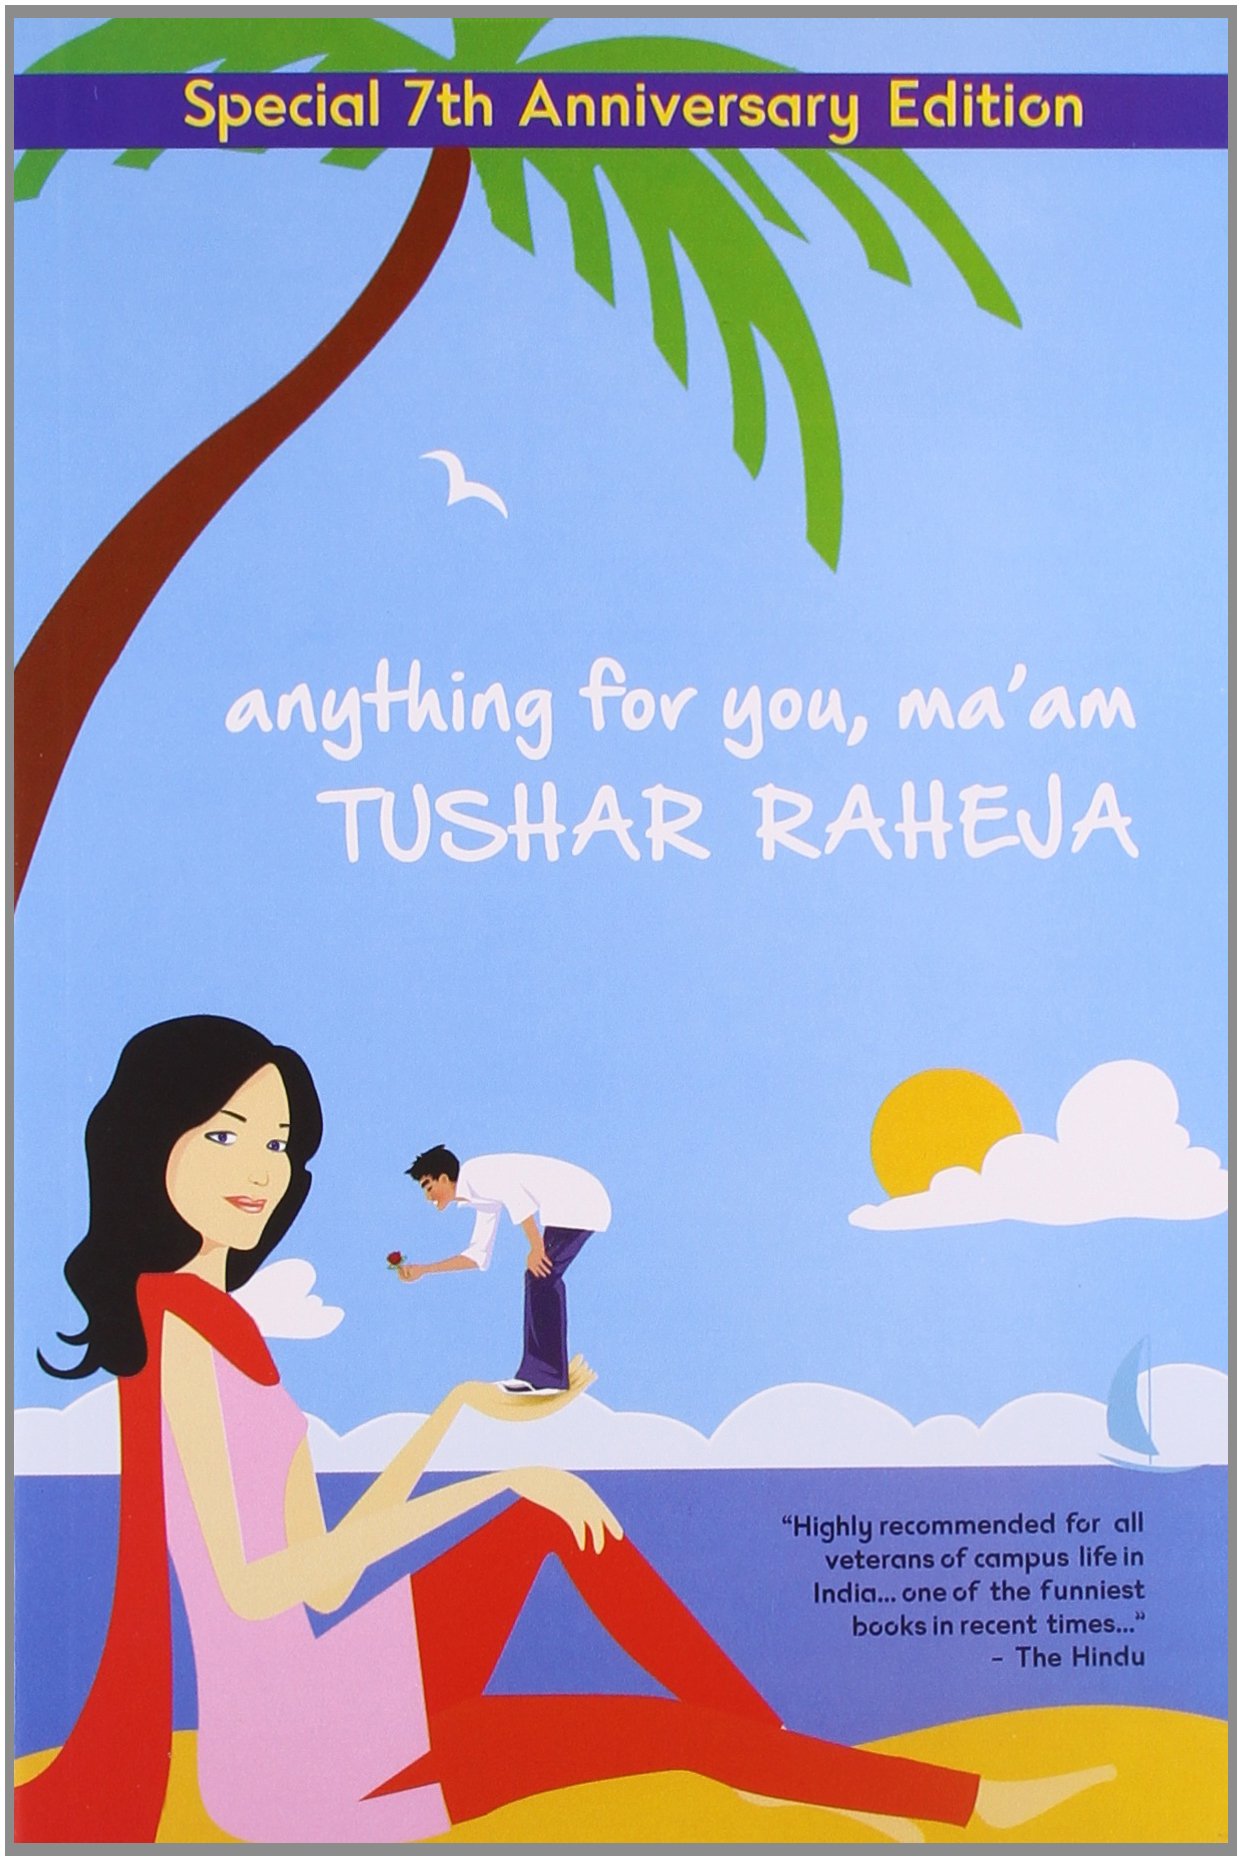 Special 7th Anniversary Edition
anything for you, ma'am
TUSHAR RAHEJA
“Highly recommended for all
veterans of campus life in
India... one of the funniest
books in recent times...”
- The Hindu